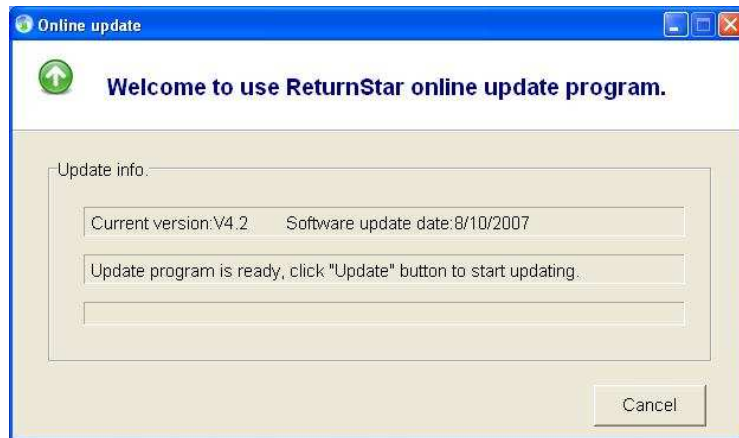 Online update
Welcome to use ReturnStar online update program.
Update info.
Current version:V4.2 Software update date:8/10/2007
Update program is ready, click "Update" button to start updating.
Cancel